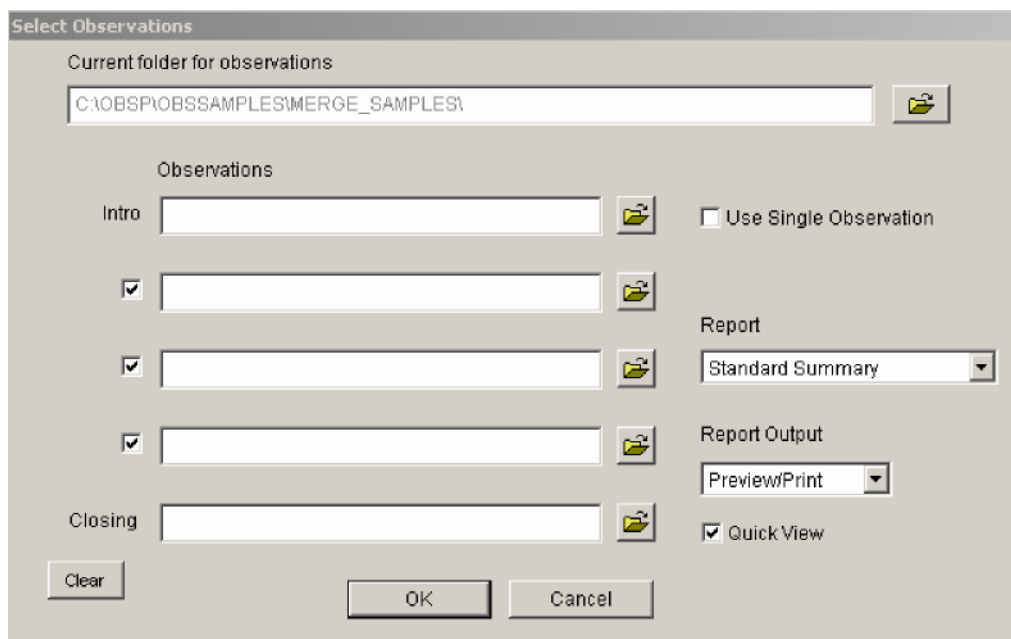 Select Observations
Current folder for observations
C:\OBSP\OBSSAMPLES\MERGE_SAMPLES\
Observations
Intro
Use Single Observation
Report
Standard Summary
Report Output
Preview/Print
Closing
Quick View
Clear
OK
Cancel